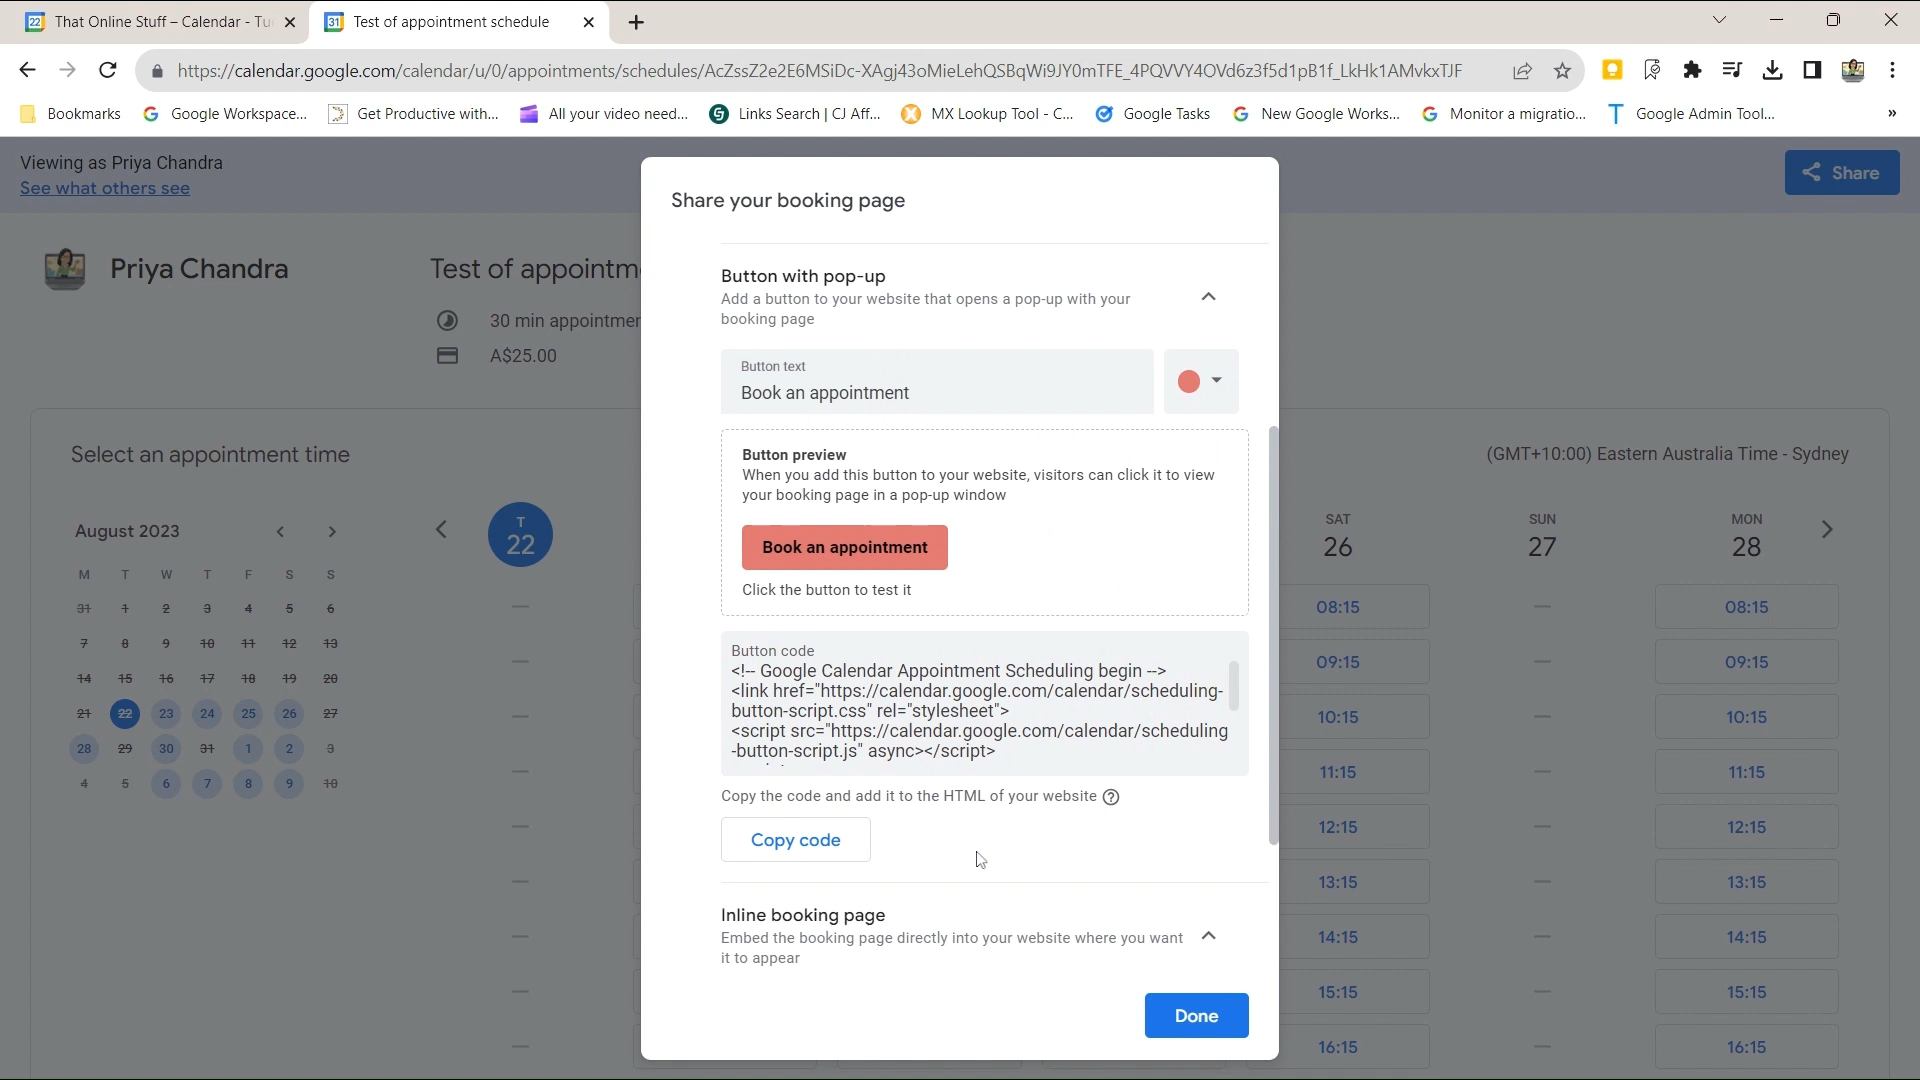 That Online Stuff – Calendar - Tu
Test of appointment schedule
https://calendar.google.com/calendar/u/0/appointments/schedules/AcZssZ2e2E6MSiDc-XAgj43oMieLehQSBqWi9JY0mTFE_4PQVVY4OVd6z3f5d1pB1f_LkHk1AMvkxTJF
Bookmarks
Google Workspace...
Get Productive with...
All your video need...
Links Search | CJ Aff...
MX Lookup Tool - C...
Google Tasks
New Google Works...
Monitor a migratio...
Google Admin Tool...
»
Viewing as Priya Chandra
See what others see
Share
Priya Chandra
Test of appointm
30 min appointmen
A$25.00
Select an appointment time
(GMT+10:00) Eastern Australia Time - Sydney
August 2023
M T W T F S S
31 1 2 3 4 5 6
7 8 9 10 11 12 13
14 15 16 17 18 19 20
21 22 23 24 25 26 27
28 29 30 31 1 2 3
4 5 6 7 8 9 10
T
22
SAT
26
SUN
27
MON
28
08:15 08:15
09:15 09:15
10:15 10:15
11:15 11:15
12:15 12:15
13:15 13:15
14:15 14:15
15:15 15:15
16:15 16:15
Share your booking page
Button with pop-up
Add a button to your website that opens a pop-up with your
booking page
Button text
Book an appointment
Button preview
When you add this button to your website, visitors can click it to view
your booking page in a pop-up window
Book an appointment
Click the button to test it
Button code
<!-- Google Calendar Appointment Scheduling begin -->
<link href="https://calendar.google.com/calendar/scheduling-
button-script.css" rel="stylesheet">
<script src="https://calendar.google.com/calendar/scheduling
-button-script.js" async></script>
Copy the code and add it to the HTML of your website
Copy code
Inline booking page
Embed the booking page directly into your website where you want
it to appear
Done